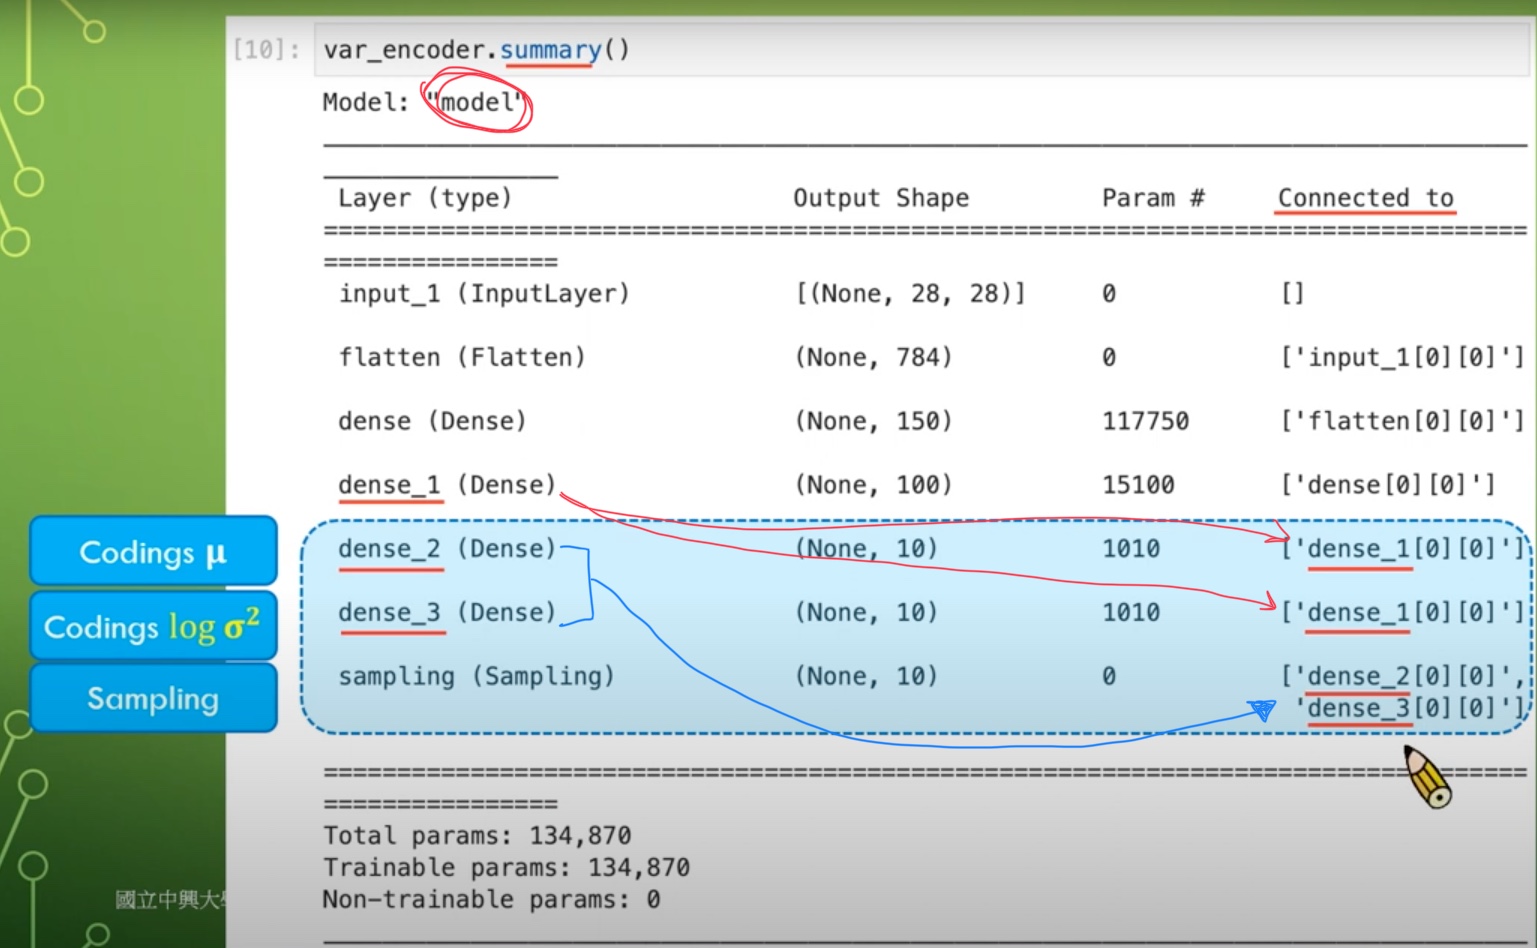 [10]: var_encoder.summary()
Model: "model"
Layer (type) Output Shape Param # Connected to
input_1 (InputLayer) [(None, 28, 28)] 0 []
flatten (Flatten) (None, 784) 0 ['input_1[0][0]']
dense (Dense) (None, 150) 117750 ['flatten[0][0]']
dense_1 (Dense) (None, 100) 15100 ['dense[0][0]']
Codings μ
dense_2 (Dense) (None, 10) 1010 ['dense_1[0][0]']
Codings log σ²
dense_3 (Dense) (None, 10) 1010 ['dense_1[0][0]']
Sampling
sampling (Sampling) (None, 10) 0 ['dense_2[0][0]',
'dense_3[0][0]']
Total params: 134,870
Trainable params: 134,870
Non-trainable params: 0
國立中興大